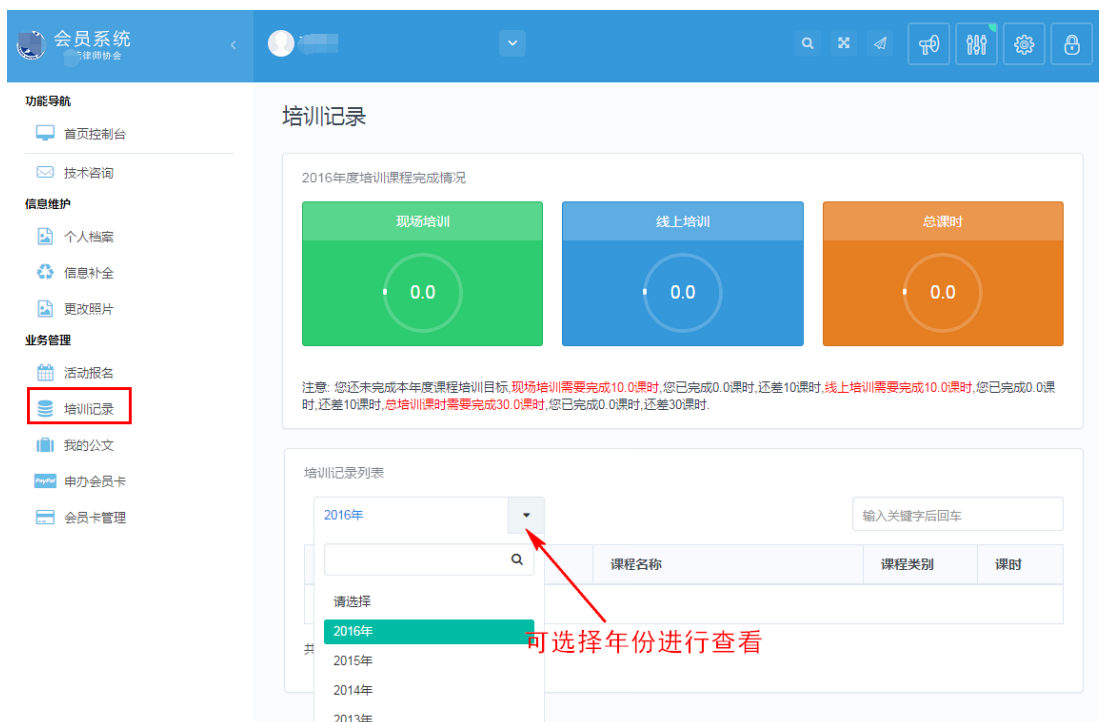 会员系统
律师协会
功能导航
首页控制台
技术咨询
信息维护
个人档案
信息补全
更改照片
业务管理
活动报名
培训记录
我的公文
PayPal 申办会员卡
会员卡管理
培训记录
2016年度培训课程完成情况
现场培训
0.0
线上培训
0.0
总课时
0.0
注意: 您还未完成本年度课程培训目标,现场培训需要完成10.0课时,您已完成0.0课时,还差10课时,线上培训需要完成10.0课时,您已完成0.0课
时,还差10课时,总培训课时需要完成30.0课时,您已完成0.0课时,还差30课时.
培训记录列表
2016年
输入关键字后回车
课程名称
课程类别
课时
请选择
2016年
2015年
2014年
2013年
共
可选择年份进行查看